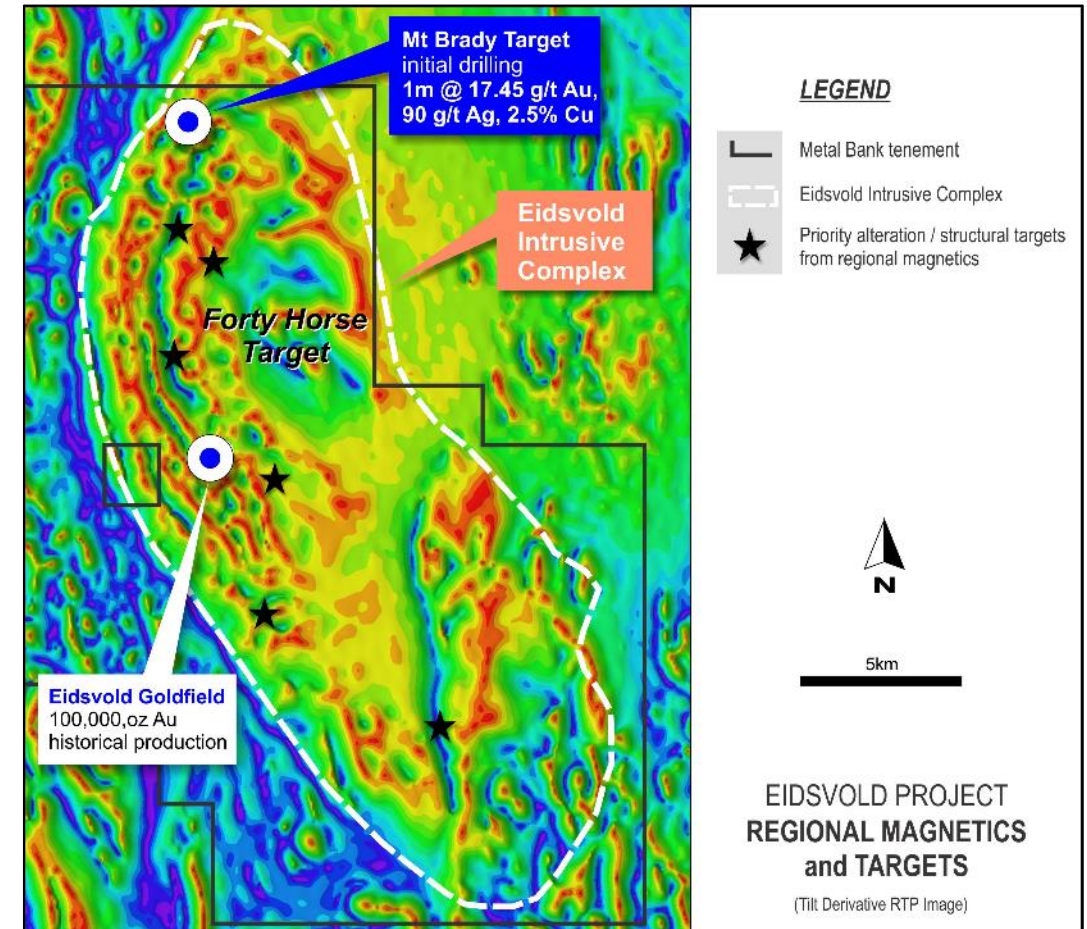 Mt Brady Target
initial drilling
1m @ 17.45 g/t Au,
90 g/t Ag, 2.5% Cu
Eidsvold
Intrusive
Complex
Forty Horse
Target
Eidsvold Goldfield
100,000,oz Au
historical production
LEGEND
Metal Bank tenement
Eidsvold Intrusive Complex
Priority alteration / structural targets
from regional magnetics
N
5km
EIDSVOLD PROJECT
REGIONAL MAGNETICS
and TARGETS
(Tilt Derivative RTP Image)